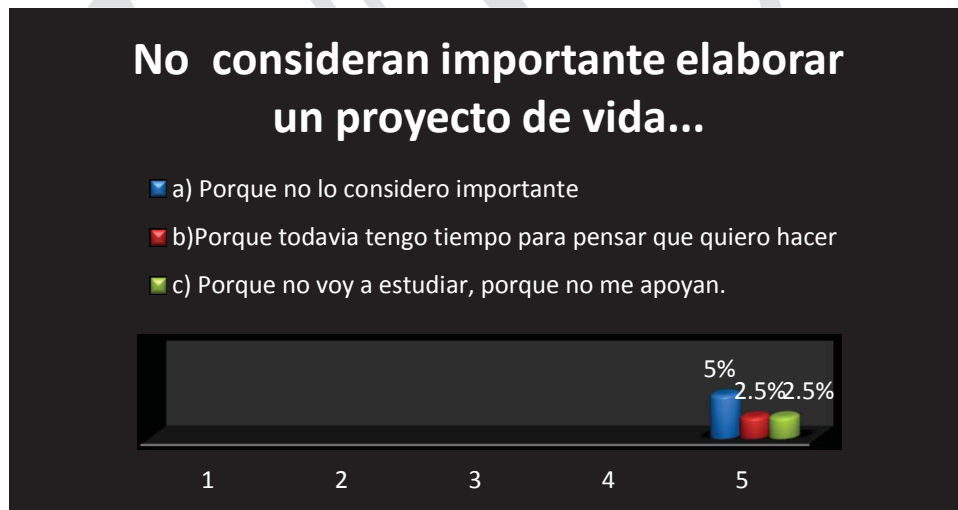 No consideran importante elaborar
un proyecto de vida...
a) Porque no lo considero importante
b)Porque todavia tengo tiempo para pensar que quiero hacer
c) Porque no voy a estudiar, porque no me apoyan.
5%
2.5% 2.5%
1 2 3 4 5